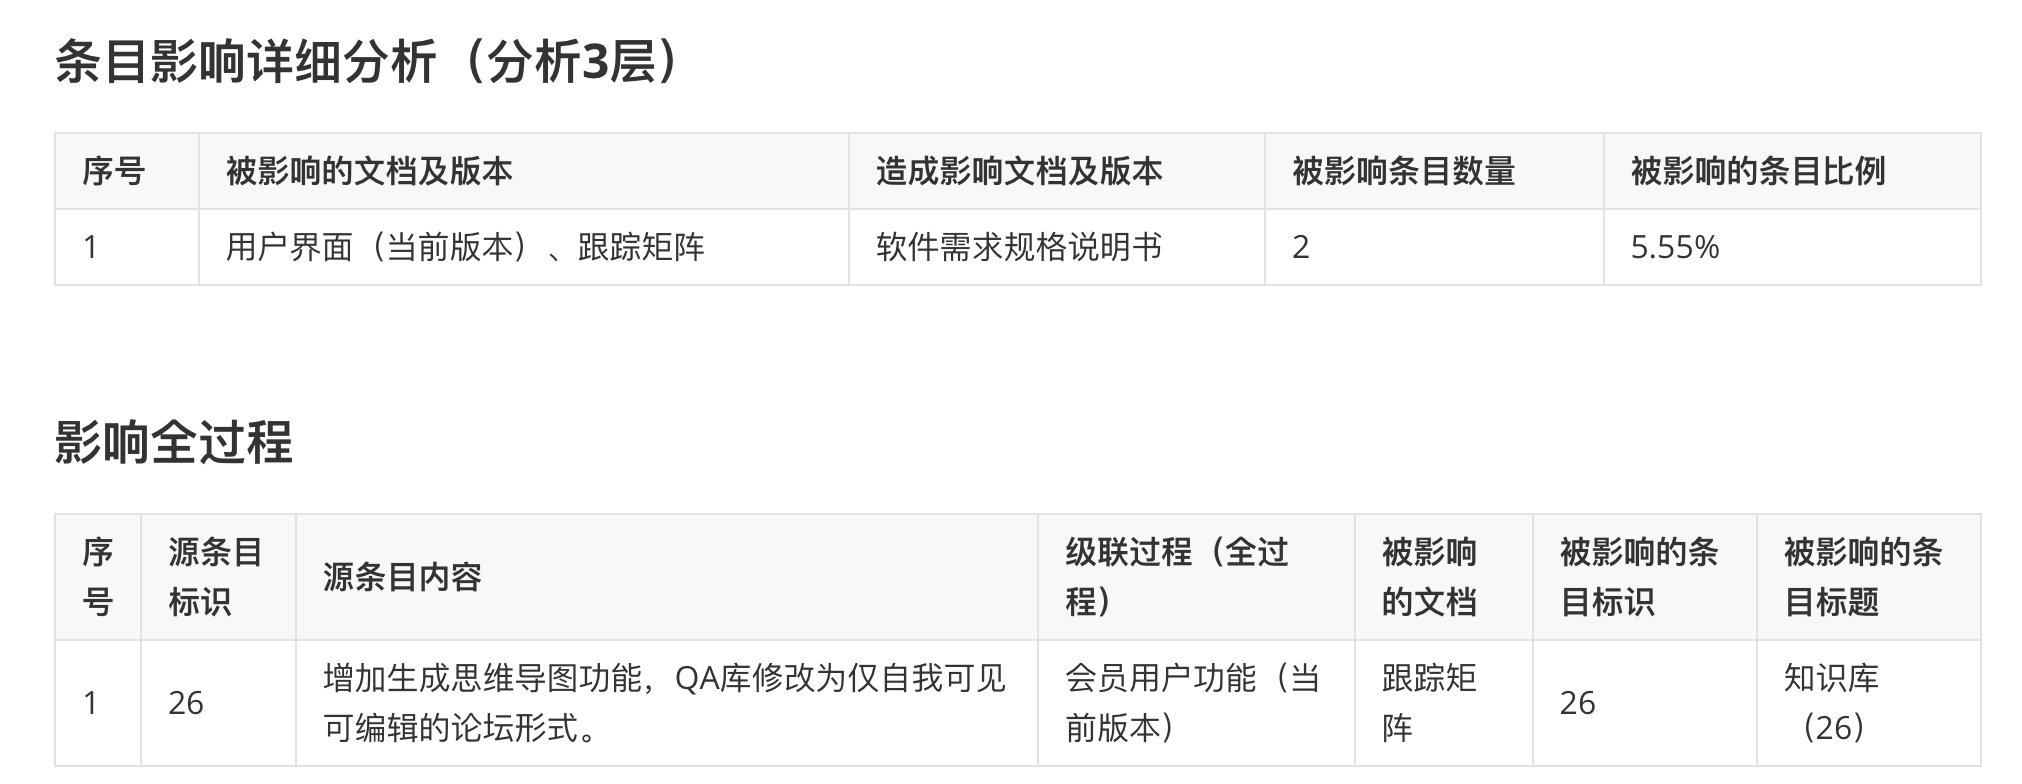 条目影响详细分析（分析3层）
序号 被影响的文档及版本 造成影响文档及版本 被影响条目数量 被影响的条目比例
1 用户界面（当前版本）、跟踪矩阵 软件需求规格说明书 2 5.55%
影响全过程
序号 源条目标识 源条目内容 级联过程（全过程） 被影响的文档 被影响的条目标识 被影响的条目标题
1 26 增加生成思维导图功能，QA库修改为仅自我可见可编辑的论坛形式。 会员用户功能（当前版本） 跟踪矩阵 26 知识库（26）